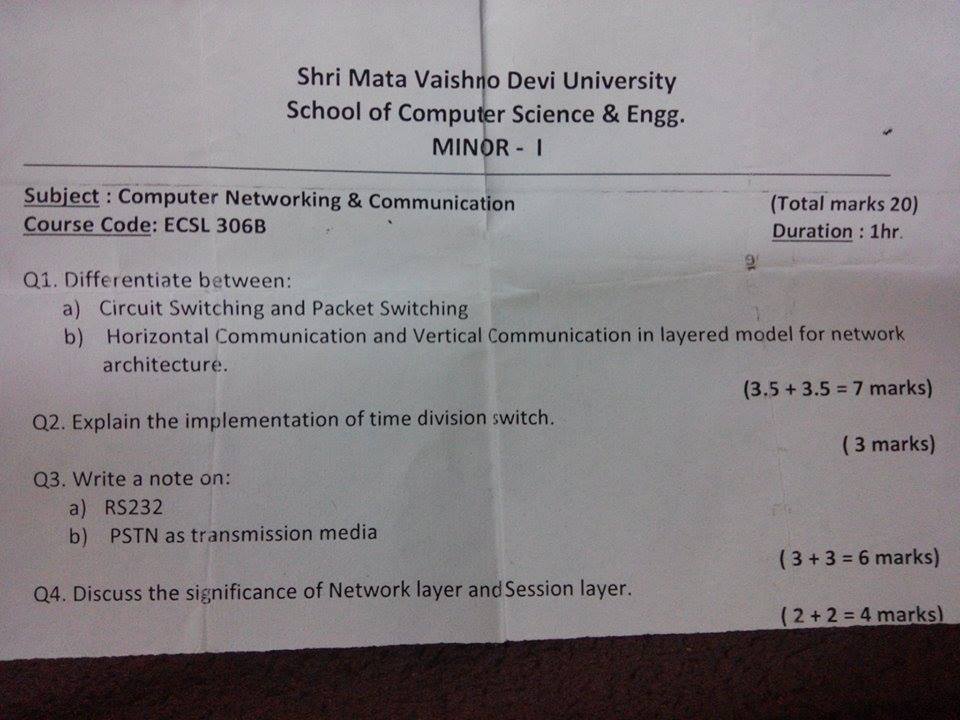 Shri Mata Vaishno Devi University
School of Computer Science & Engg.
MINOR - I
Subject : Computer Networking & Communication
(Total marks 20)
Course Code: ECSL 306B
Duration : 1hr.
Q1. Differentiate between:
a) Circuit Switching and Packet Switching
b) Horizontal Communication and Vertical Communication in layered model for network
architecture.
(3.5 + 3.5 = 7 marks)
Q2. Explain the implementation of time division switch.
( 3 marks)
Q3. Write a note on:
a) RS232
b) PSTN as transmission media
( 3 + 3 = 6 marks)
Q4. Discuss the significance of Network layer and Session layer.
( 2 + 2 = 4 marks)